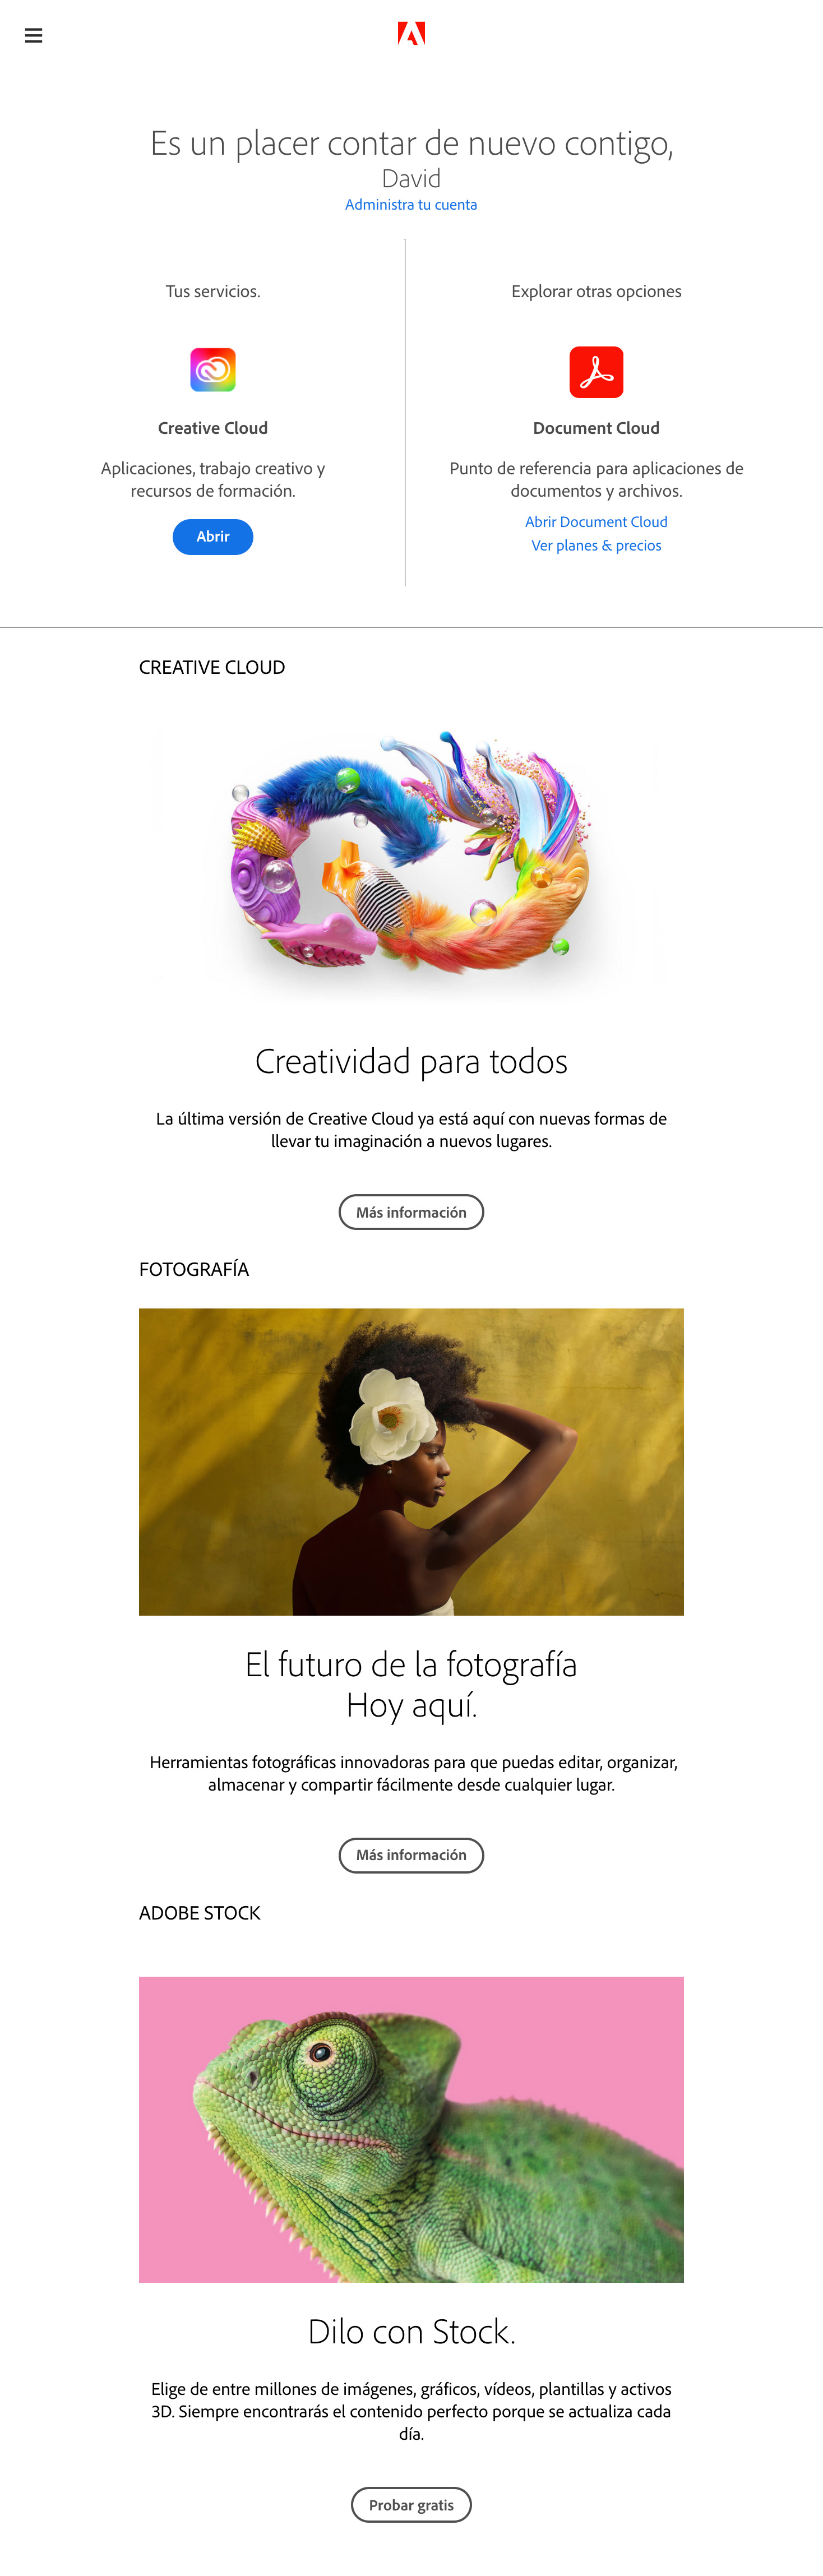 Es un placer contar de nuevo contigo,
David
Administra tu cuenta
Tus servicios.
Creative Cloud
Aplicaciones, trabajo creativo y
recursos de formación.
Abrir
Explorar otras opciones
Document Cloud
Punto de referencia para aplicaciones de
documentos y archivos.
Abrir Document Cloud
Ver planes & precios
CREATIVE CLOUD
Creatividad para todos
La última versión de Creative Cloud ya está aquí con nuevas formas de
llevar tu imaginación a nuevos lugares.
Más información
FOTOGRAFÍA
El futuro de la fotografía
Hoy aquí.
Herramientas fotográficas innovadoras para que puedas editar, organizar,
almacenar y compartir fácilmente desde cualquier lugar.
Más información
ADOBE STOCK
Dilo con Stock.
Elige de entre millones de imágenes, gráficos, vídeos, plantillas y activos
3D. Siempre encontrarás el contenido perfecto porque se actualiza cada
día.
Probar gratis